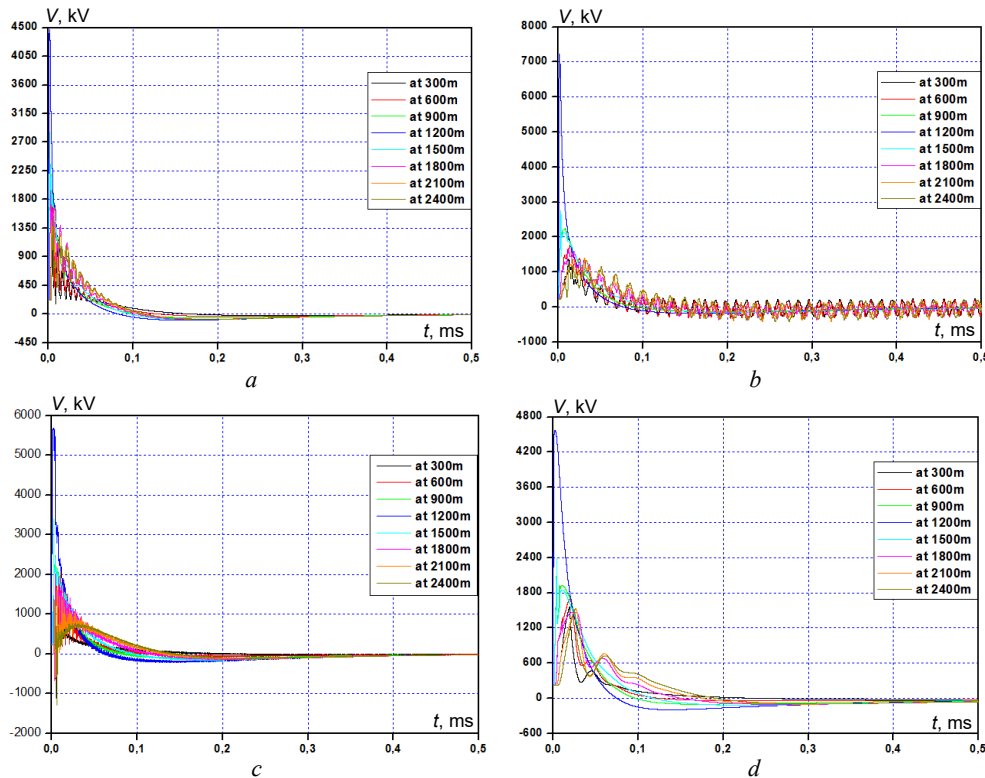 V, kV
4500
4050
3600
3150
2700
2250
1800
1350
900
450
0
-450
0,0
0,1
0,2
0,3
0,4
0,5
t, ms
at 300m
at 600m
at 900m
at 1200m
at 1500m
at 1800m
at 2100m
at 2400m
a
V, kV
8000
7000
6000
5000
4000
3000
2000
1000
0
-1000
0,0
0,1
0,2
0,3
0,4
0,5
t, ms
at 300m
at 600m
at 900m
at 1200m
at 1500m
at 1800m
at 2100m
at 2400m
b
V, kV
6000
5000
4000
3000
2000
1000
0
-1000
-2000
0,0
0,1
0,2
0,3
0,4
0,5
t, ms
at 300m
at 600m
at 900m
at 1200m
at 1500m
at 1800m
at 2100m
at 2400m
c
V, kV
4800
4200
3600
3000
2400
1800
1200
600
0
-600
0,0
0,1
0,2
0,3
0,4
0,5
t, ms
at 300m
at 600m
at 900m
at 1200m
at 1500m
at 1800m
at 2100m
at 2400m
d